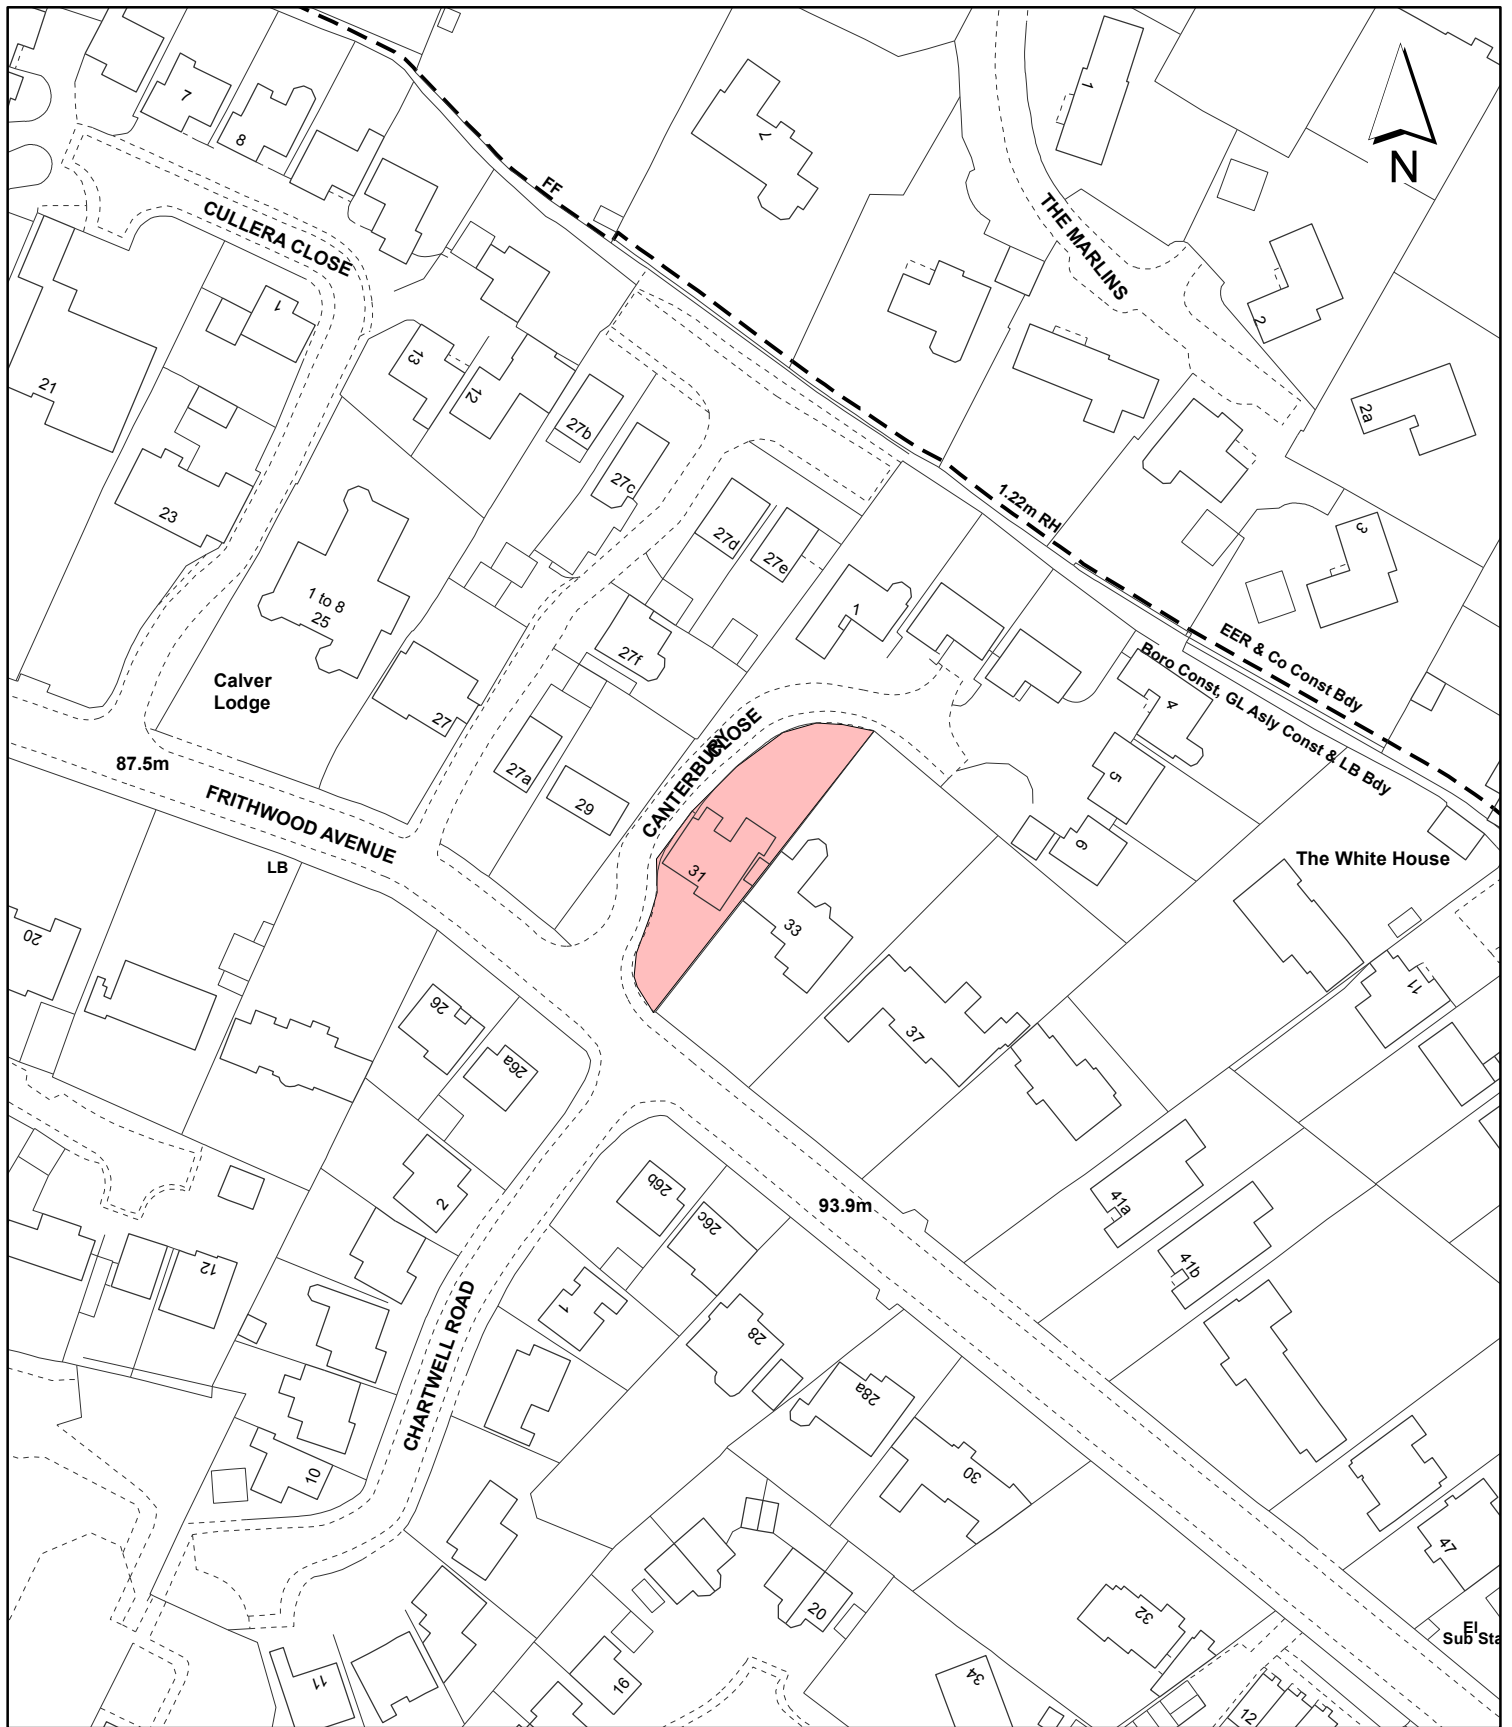 7
8
7
1
N
CULLERA CLOSE
FF
THE MARLINS
1
2
21
13
12
27b
2a
27c
23
27d
27e
1.22m RH
3
1 to 8
25
1
27f
EER & Co Const Bdy
Boro Const, GL Asly Const & LB Bdy
Calver
Lodge
27
4
CANTERBURY
CLOSE
87.5m
27a
29
5
FRITHWOOD AVENUE
LB
31
6
The White House
20
33
26
26a
37
11
2
26b
26c
93.9m
41a
41b
12
1
28
CHARTWELL ROAD
28a
10
30
47
20
32
El
Sub Sta
11
16
34
12